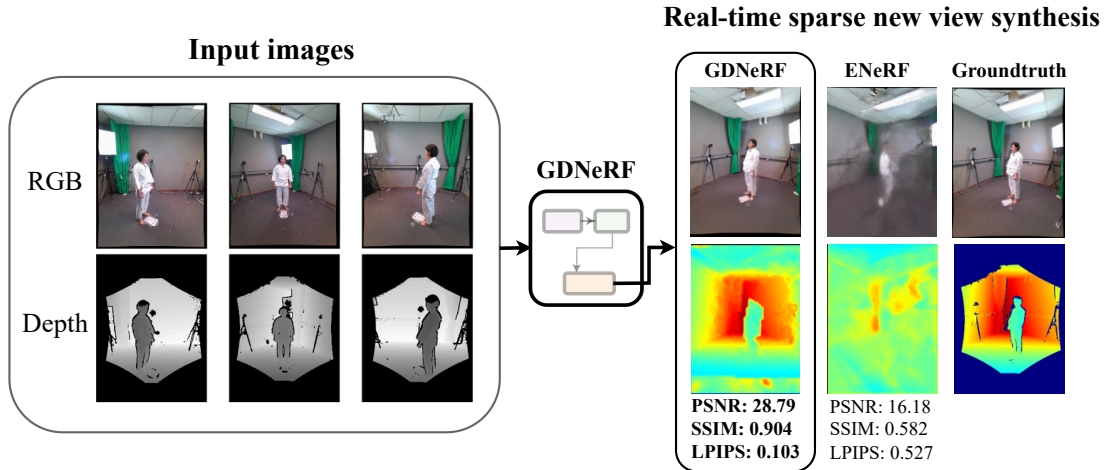 Real-time sparse new view synthesis
Input images
GDNeRF
ENeRF
Groundtruth
RGB
GDNeRF
Depth
PSNR: 28.79
SSIM: 0.904
LPIPS: 0.103
PSNR: 16.18
SSIM: 0.582
LPIPS: 0.527